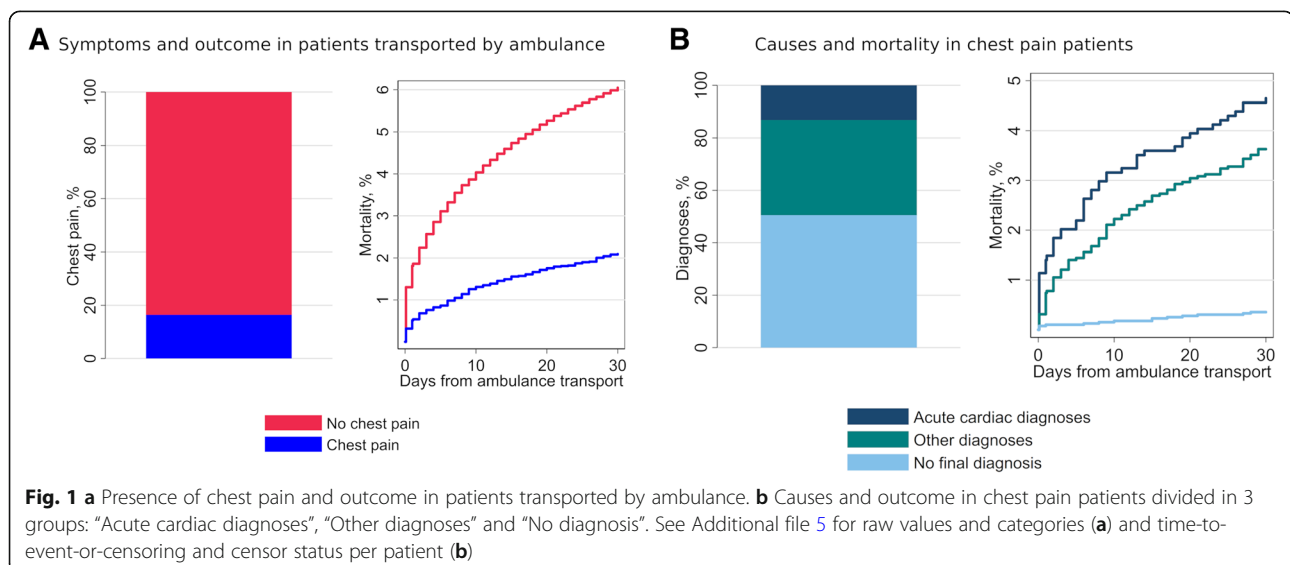 A Symptoms and outcome in patients transported by ambulance
Chest pain, %
0
20
40
60
80
100
Mortality, %
6
5
4
3
2
1
0
10
20
30
Days from ambulance transport
No chest pain
Chest pain
B Causes and mortality in chest pain patients
Diagnoses, %
0
20
40
60
80
100
Mortality, %
5
4
3
2
1
0
10
20
30
Days from ambulance transport
Acute cardiac diagnoses
Other diagnoses
No final diagnosis
Fig. 1 a Presence of chest pain and outcome in patients transported by ambulance. b Causes and outcome in chest pain patients divided in 3
groups: “Acute cardiac diagnoses”, “Other diagnoses” and “No diagnosis”. See Additional file 5 for raw values and categories (a) and time-to-
event-or-censoring and censor status per patient (b)